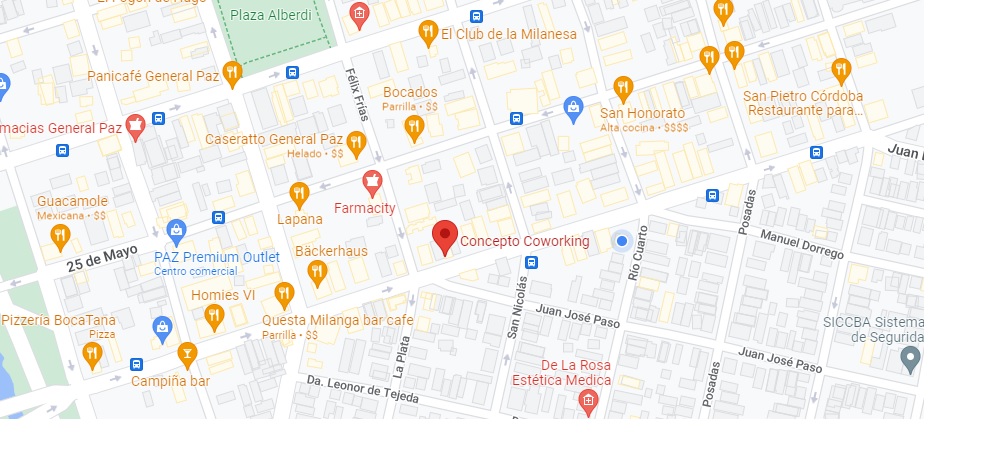 Plaza Alberdi
El Club de la Milanesa
Panicafé General Paz
Félix Frías
Bocados
Parrilla • $$
San Honorato
Alta cocina • $$$$
San Pietro Córdoba
Restaurante para...
macias General Paz
Caseratto General Paz
Helado • $$
Juan
Farmacity
Guacamole
Mexicana • $$
Lapana
Posadas
Concepto Coworking
25 de Mayo
PAZ Premium Outlet
Centro comercial
Bäckerhaus
Río Cuarto
Manuel Dorrego
Homies VI
San Nicolás
Juan José Paso
Pizzería BocaTana
Pizza
Questa Milanga bar cafe
Parrilla • $$
SICCBA Sistema
de Segurida
La Plata
Juan José Paso
Campiña bar
Da. Leonor de Tejeda
De La Rosa
Estética Medica
Posadas